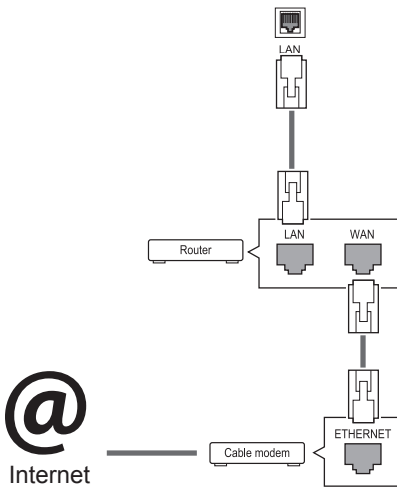 LAN
LAN WAN
Router
ETHERNET
@
Cable modem
Internet